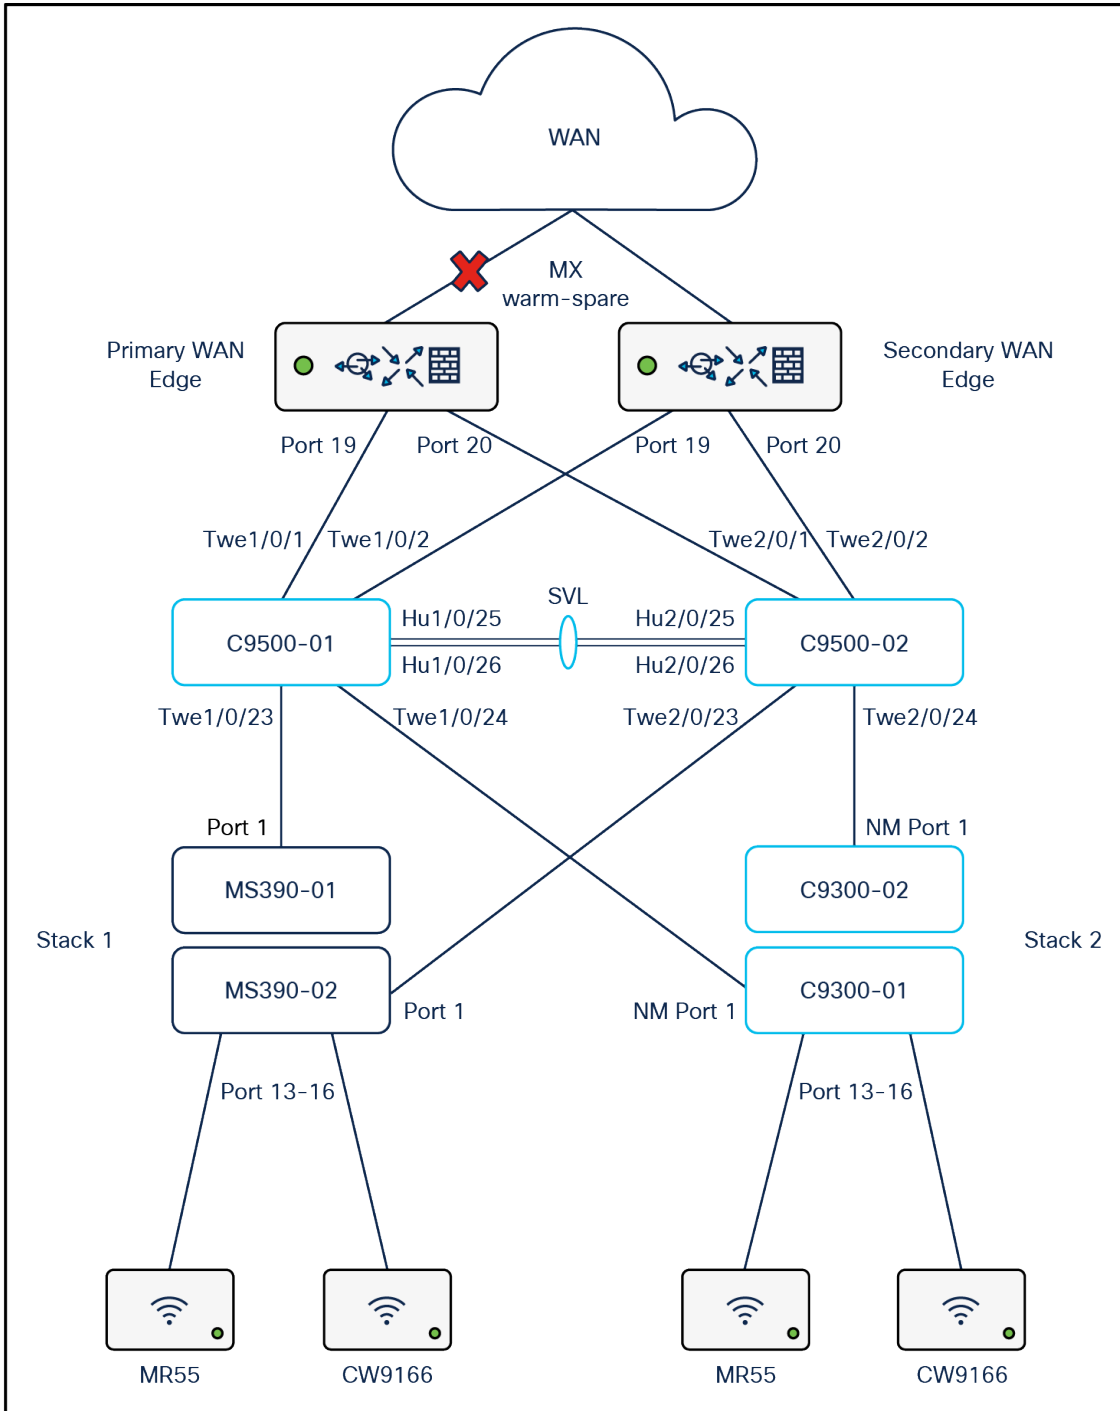 WAN
MX
warm-spare
Primary WAN
Edge
Secondary WAN
Edge
Port 19
Port 20
Port 19
Port 20
Twe1/0/1
Twe1/0/2
Twe2/0/1
Twe2/0/2
SVL
Hu1/0/25
Hu2/0/25
C9500-01
C9500-02
Hu1/0/26
Hu2/0/26
Twe1/0/23
Twe1/0/24
Twe2/0/23
Twe2/0/24
Port 1
NM Port 1
MS390-01
C9300-02
Stack 1
Stack 2
MS390-02
C9300-01
Port 1
NM Port 1
Port 13-16
Port 13-16
MR55
CW9166
MR55
CW9166